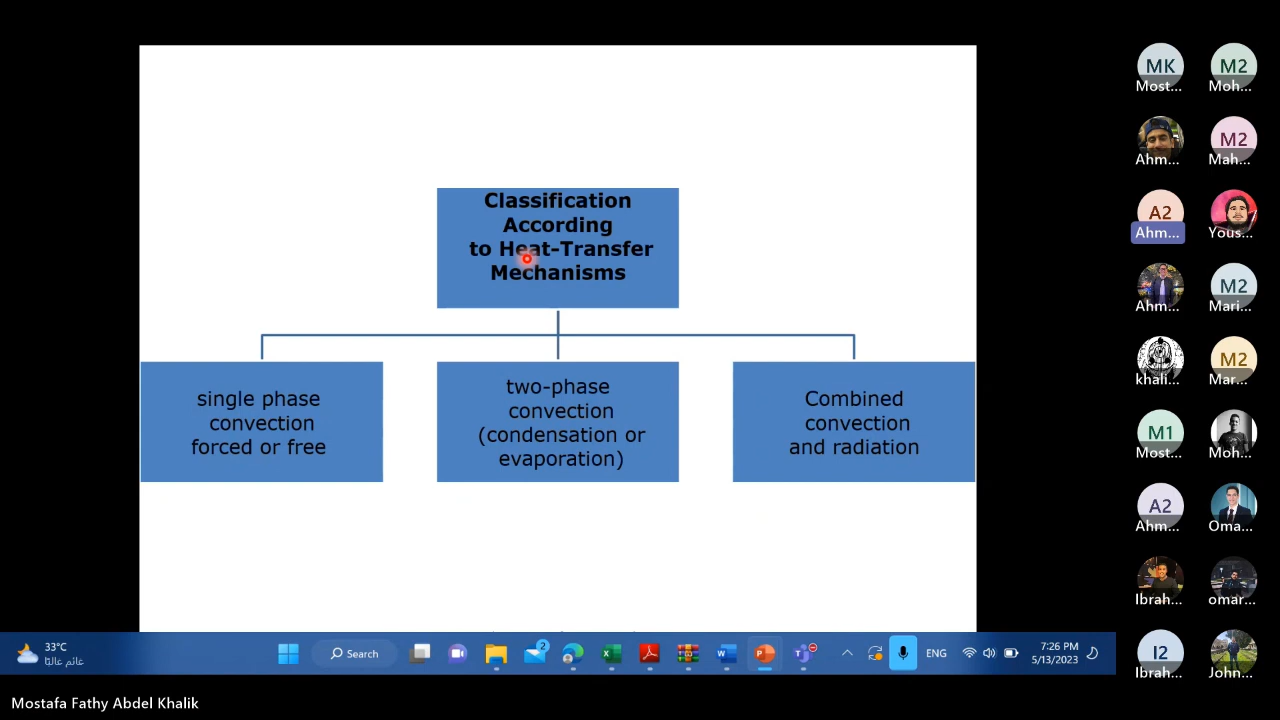 Classification
According
to Heat-Transfer
Mechanisms
single phase
convection
forced or free
two-phase
convection
(condensation or
evaporation)
Combined
convection
and radiation
MK
Most...
M2
Moh...
Ahm...
M2
Mah...
A2
Ahm...
Yous...
Ahm...
M2
Mari...
khali...
M2
Mar...
M1
Most...
Moh...
A2
Ahm...
Oma...
Ibrah...
omar...
I2
Ibrah...
John...
33°C
غائم غالبًا
Search
2
ENG
7:26 PM
5/13/2023
Mostafa Fathy Abdel Khalik